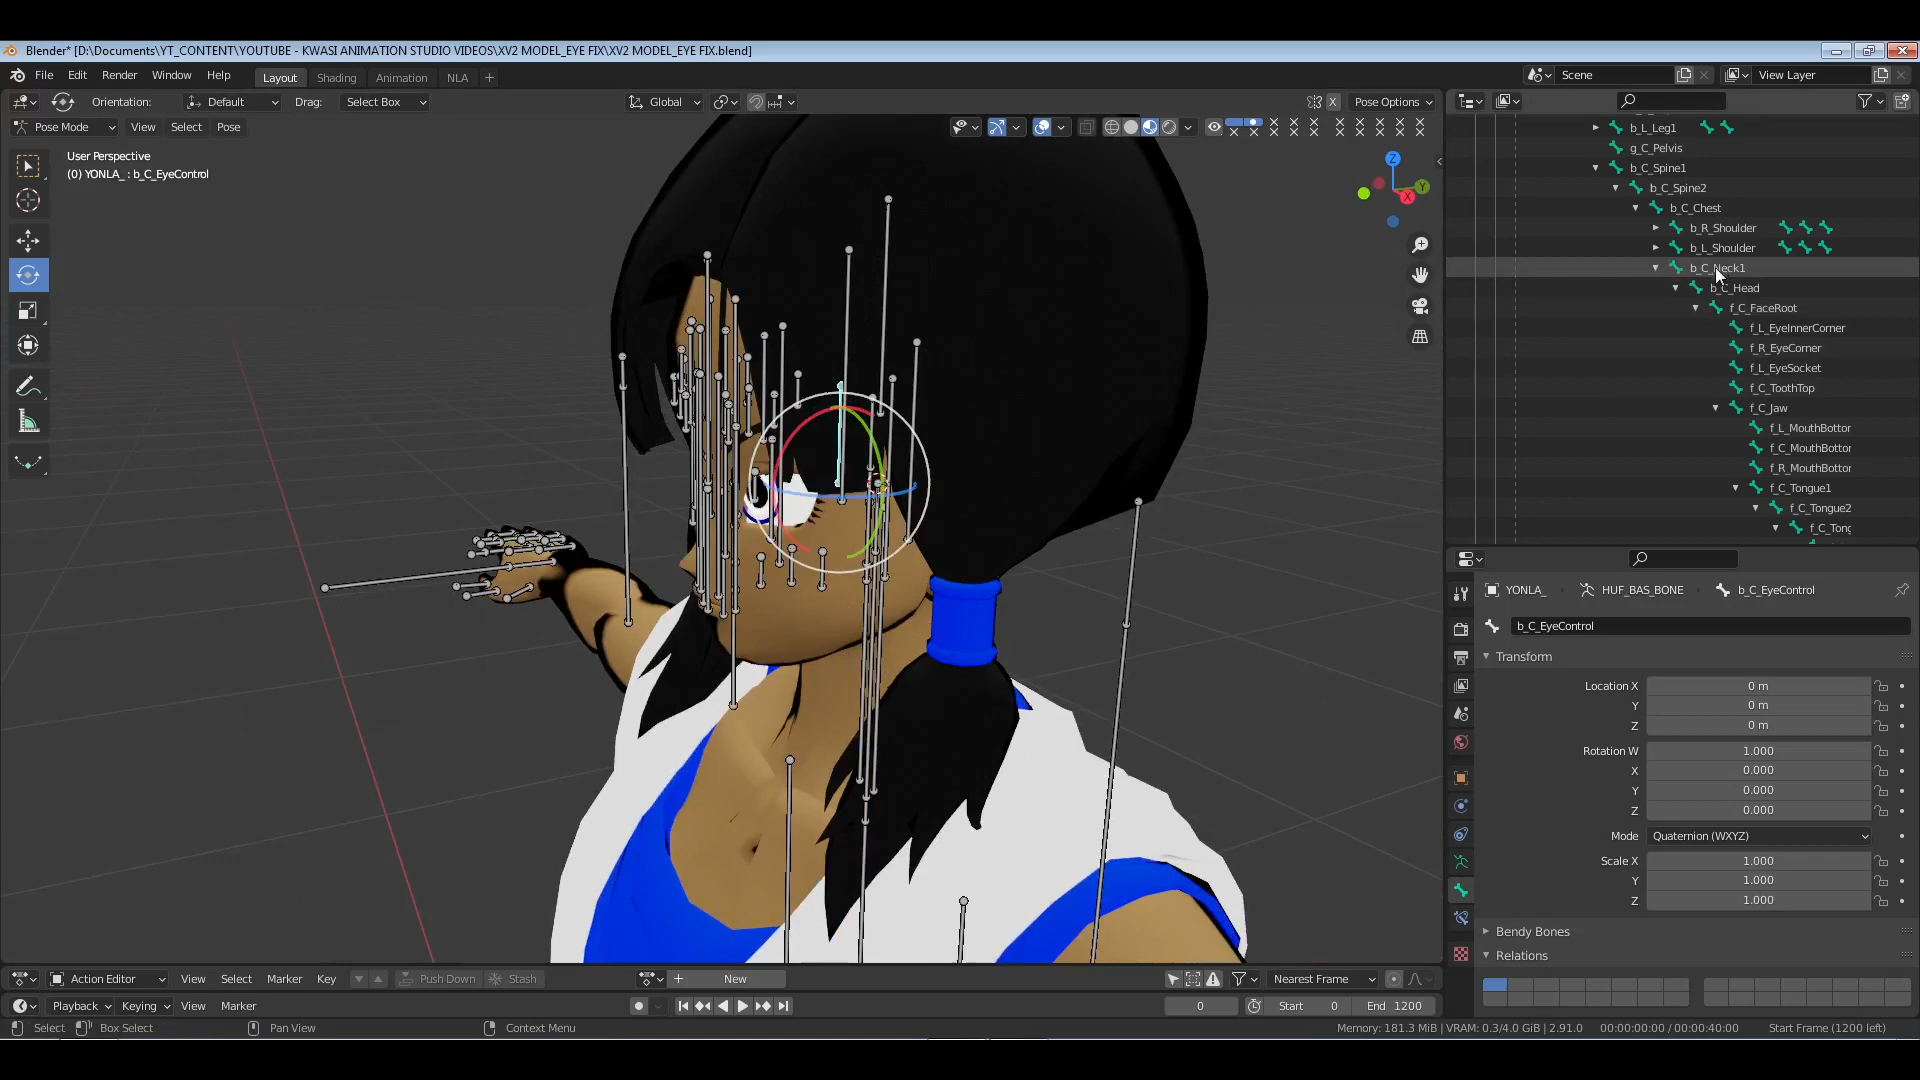 Blender* [D:\Documents\YT_CONTENT\YOUTUBE - KWASI ANIMATION STUDIO VIDEOS\XV2 MODEL_EYE FIX\XV2 MODEL_EYE FIX.blend]
File Edit Render Window Help Layout Shading Animation NLA + Scene View Layer
Orientation: Default Drag: Select Box Global X Pose Options
Pose Mode View Select Pose
User Perspective
(0) YONLA_ : b_C_EyeControl
Z
Y
X
b_L_Leg1
g_C_Pelvis
b_C_Spine1
b_C_Spine2
b_C_Chest
b_R_Shoulder
b_L_Shoulder
b_C_Neck1
b_C_Head
f_C_FaceRoot
f_L_EyeInnerCorner
f_R_EyeCorner
f_L_EyeSocket
f_C_ToothTop
f_C_Jaw
f_L_MouthBottor
f_C_MouthBottor
f_R_MouthBottor
f_C_Tongue1
f_C_Tongue2
f_C_Tong
YONLA_ HUF_BAS_BONE b_C_EyeControl
b_C_EyeControl
Transform
Location X 0 m
Y 0 m
Z 0 m
Rotation W 1.000
X 0.000
Y 0.000
Z 0.000
Mode Quaternion (WXYZ)
Scale X 1.000
Y 1.000
Z 1.000
Bendy Bones
Relations
Action Editor View Select Marker Key Push Down Stash + New Nearest Frame
Playback Keying View Marker 0 Start 0 End 1200
Select Box Select Pan View Context Menu Memory: 181.3 MiB | VRAM: 0.3/4.0 GiB | 2.91.0 00:00:00:00 / 00:00:40:00 Start Frame (1200 left)